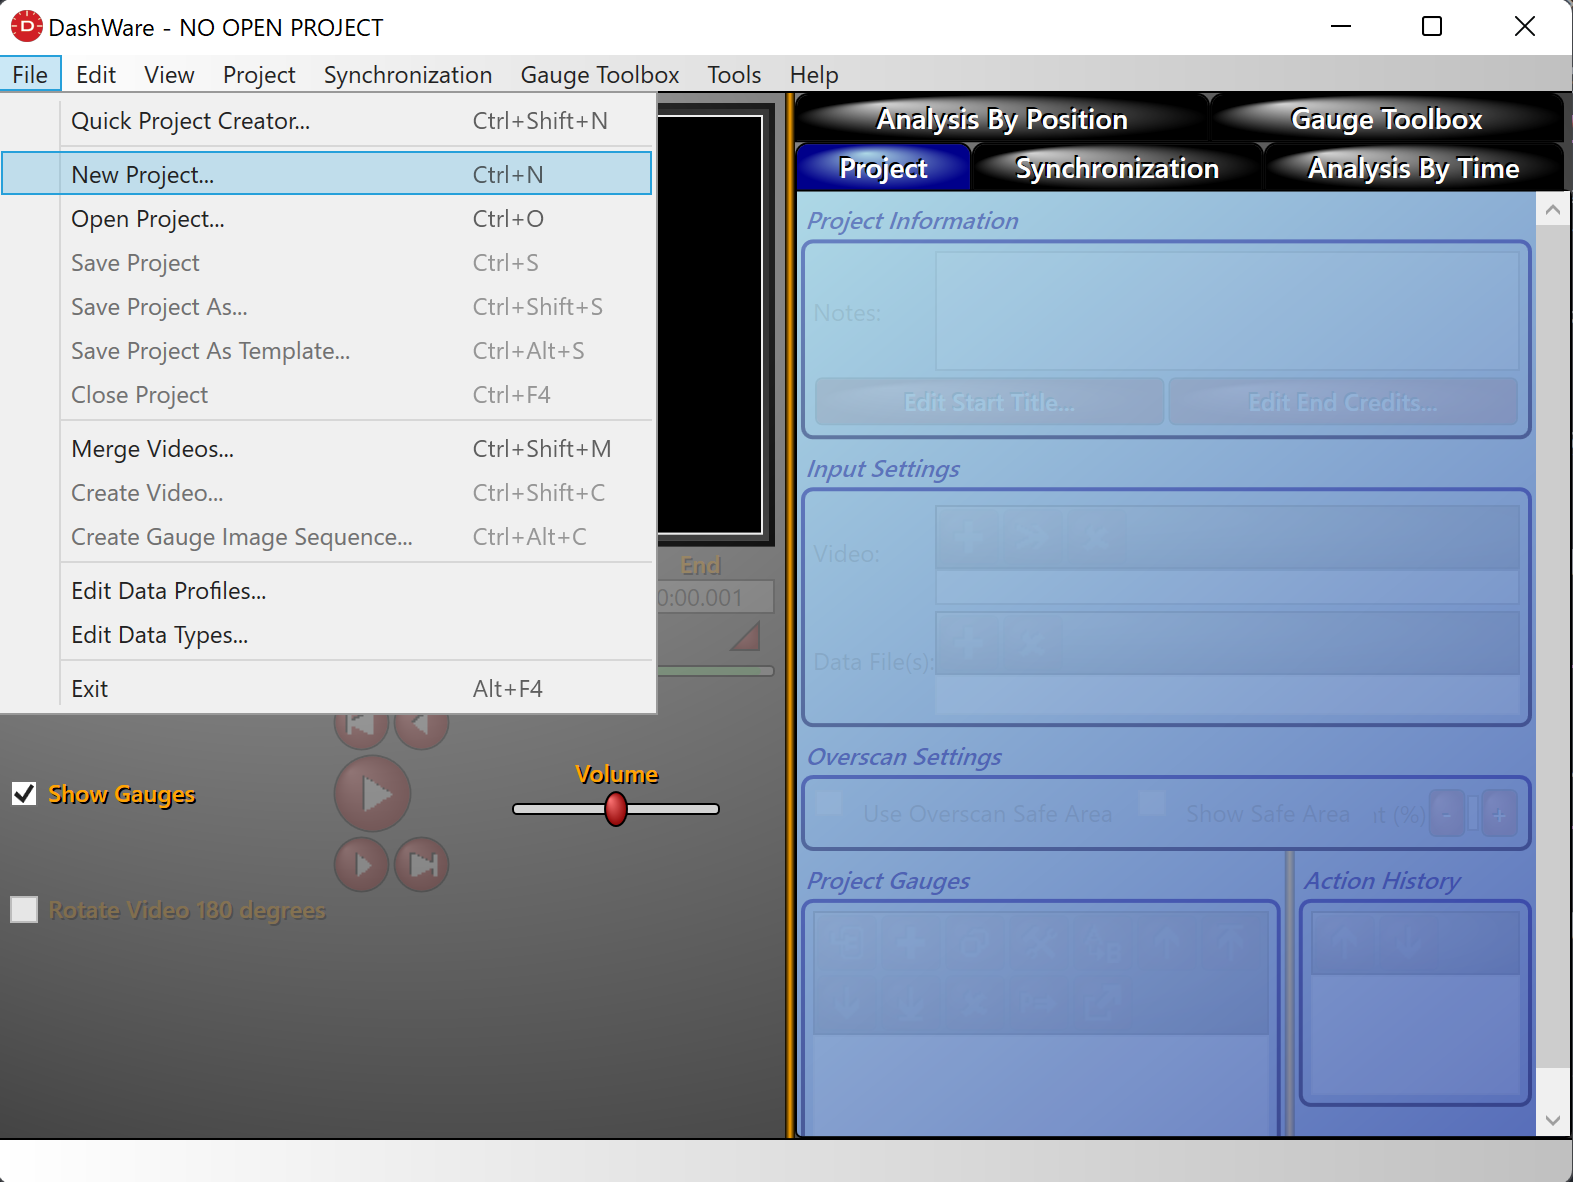 DashWare - NO OPEN PROJECT
File Edit View Project Synchronization Gauge Toolbox Tools Help
Quick Project Creator... Ctrl+Shift+N
New Project... Ctrl+N
Open Project... Ctrl+O
Save Project Ctrl+S
Save Project As... Ctrl+Shift+S
Save Project As Template... Ctrl+Alt+S
Close Project Ctrl+F4
Merge Videos... Ctrl+Shift+M
Create Video... Ctrl+Shift+C
Create Gauge Image Sequence... Ctrl+Alt+C
Edit Data Profiles...
Edit Data Types...
Exit Alt+F4
End
0:00.001
Show Gauges
Volume
Rotate Video 180 degrees
Analysis By Position Gauge Toolbox
Project Synchronization Analysis By Time
Project Information
Notes:
Edit Start Title... Edit End Credits...
Input Settings
Video:
Data File(s):
Overscan Settings
Use Overscan Safe Area Show Safe Area (%) - +
Project Gauges Action History